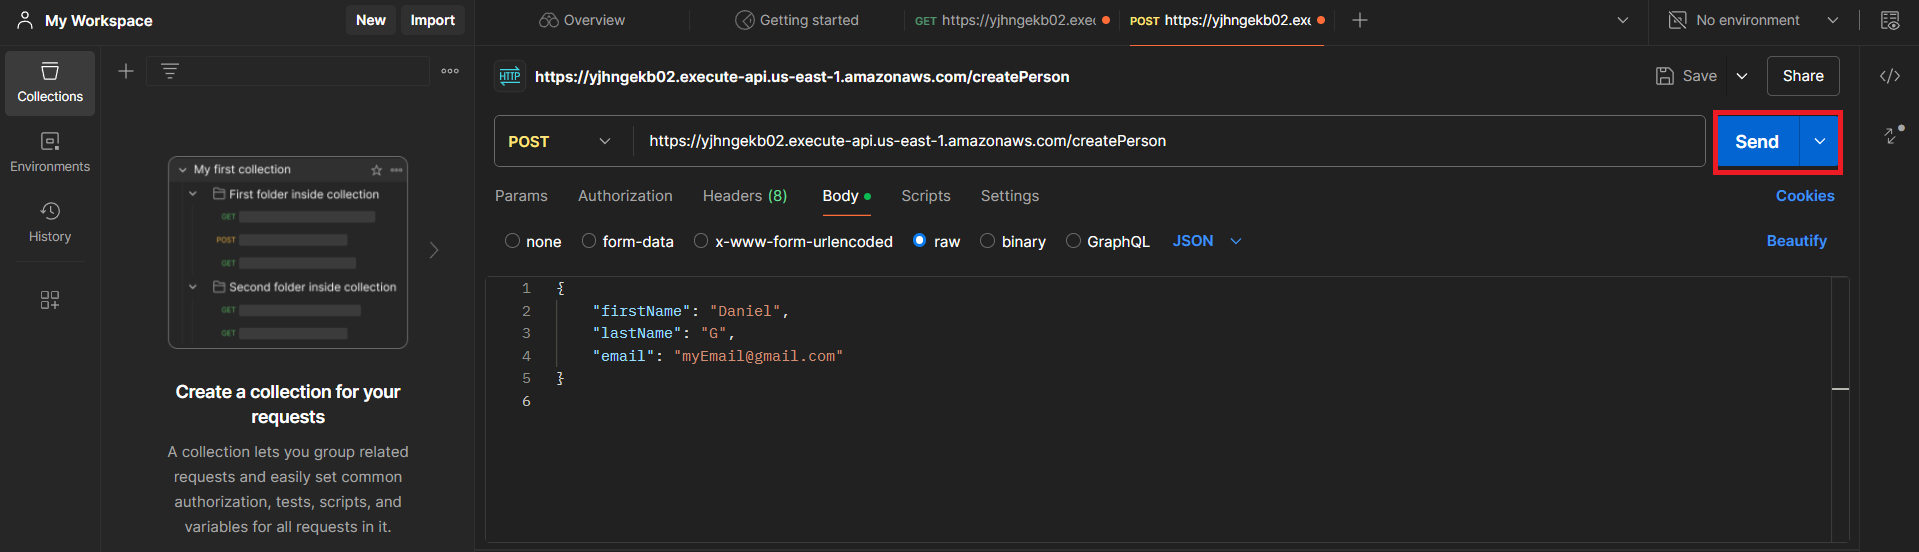 My Workspace
New
Import
Overview
Getting started
GET https://yjhngekb02.exec
POST https://yjhngekb02.exe
No environment
Collections
Environments
History
My first collection
First folder inside collection
GET
POST
GET
Second folder inside collection
GET
GET
Create a collection for your
requests
A collection lets you group related
requests and easily set common
authorization, tests, scripts, and
variables for all requests in it.
HTTP https://yjhngekb02.execute-api.us-east-1.amazonaws.com/createPerson
Save
Share
POST https://yjhngekb02.execute-api.us-east-1.amazonaws.com/createPerson
Send
Params Authorization Headers (8) Body Scripts Settings
Cookies
none form-data x-www-form-urlencoded raw binary GraphQL JSON
Beautify
1 {
2 "firstName": "Daniel",
3 "lastName": "G",
4 "email": "myEmail@gmail.com"
5 }
6